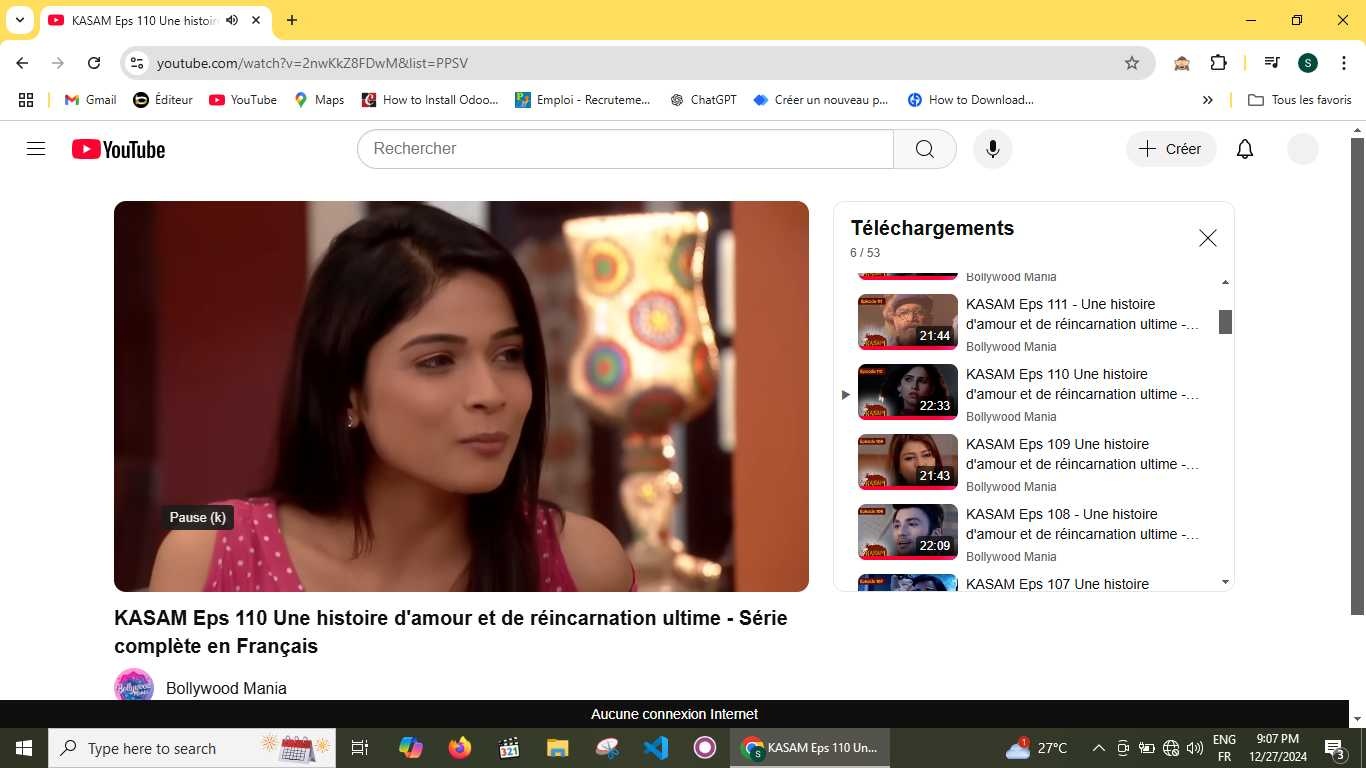 KASAM Eps 110 Une histoir
youtube.com/watch?v=2nwKkZ8FDwM&list=PPSV
S
Gmail
Éditeur
YouTube
Maps
How to Install Odoo...
Emploi - Recruteme...
ChatGPT
Créer un nouveau p...
How to Download...
Tous les favoris
YouTube
Rechercher
Créer
Pause (k)
Téléchargements
6 / 53
Bollywood Mania
21:44
KASAM Eps 111 - Une histoire
d'amour et de réincarnation ultime -...
Bollywood Mania
22:33
KASAM Eps 110 Une histoire
d'amour et de réincarnation ultime -...
Bollywood Mania
21:43
KASAM Eps 109 Une histoire
d'amour et de réincarnation ultime -...
Bollywood Mania
22:09
KASAM Eps 108 - Une histoire
d'amour et de réincarnation ultime -...
Bollywood Mania
KASAM Eps 107 Une histoire
KASAM Eps 110 Une histoire d'amour et de réincarnation ultime - Série
complète en Français
Bollywood Mania
Aucune connexion Internet
Type here to search
321
KASAM Eps 110 Un...
1
27°C
ENG
FR
9:07 PM
12/27/2024
3